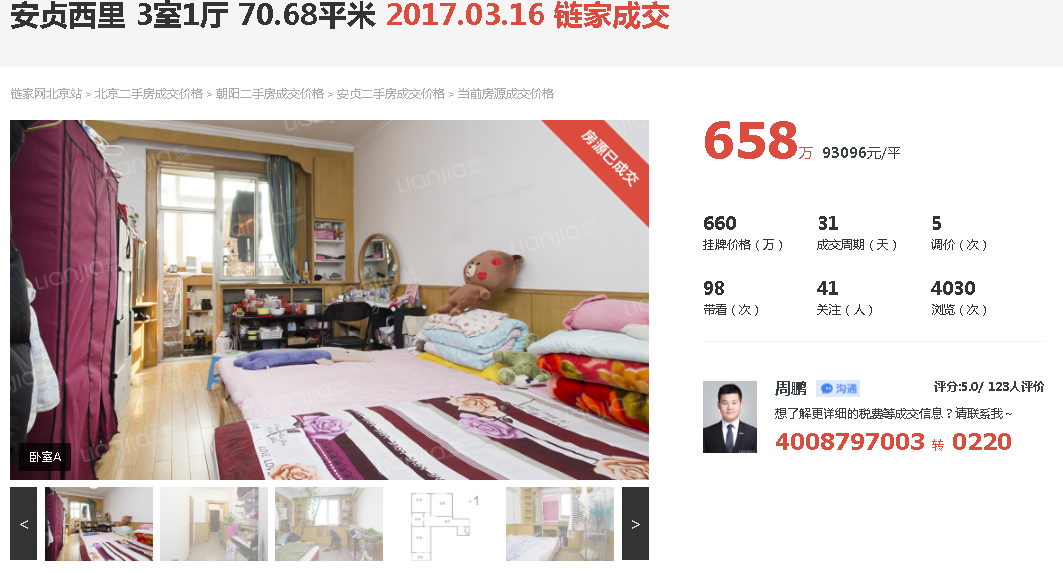 安贞西里 3室1厅 70.68平米 2017.03.16 链家成交
链家网北京站 > 北京二手房成交价格 > 朝阳二手房成交价格 > 安贞二手房成交价格 > 当前房源成交价格
房源已成交
658万 93096元/平
660 31 5
挂牌价格（万） 成交周期（天） 调价（次）
98 41 4030
带看（次） 关注（人） 浏览（次）
周鹏 沟通 评分:5.0/ 123人评价
想了解更详细的税费等成交信息？请联系我~
4008797003 转 0220
Lianjia
Lianjia
Lianjia
卧室A
< >